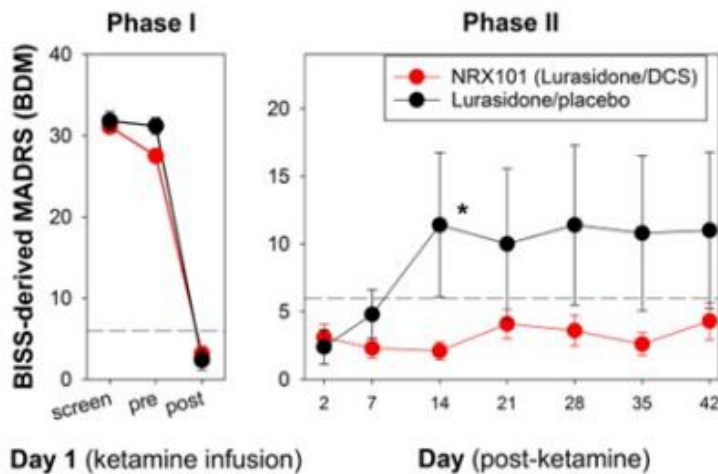 Phase I
Phase II
BISS-derived MADRS (BDM)
40
30
20
10
0
screen
pre
post
Day 1 (ketamine infusion)
NRX101 (Lurasidone/DCS)
Lurasidone/placebo
20
15
10
5
0
*
2 7 14 21 28 35 42
Day (post-ketamine)